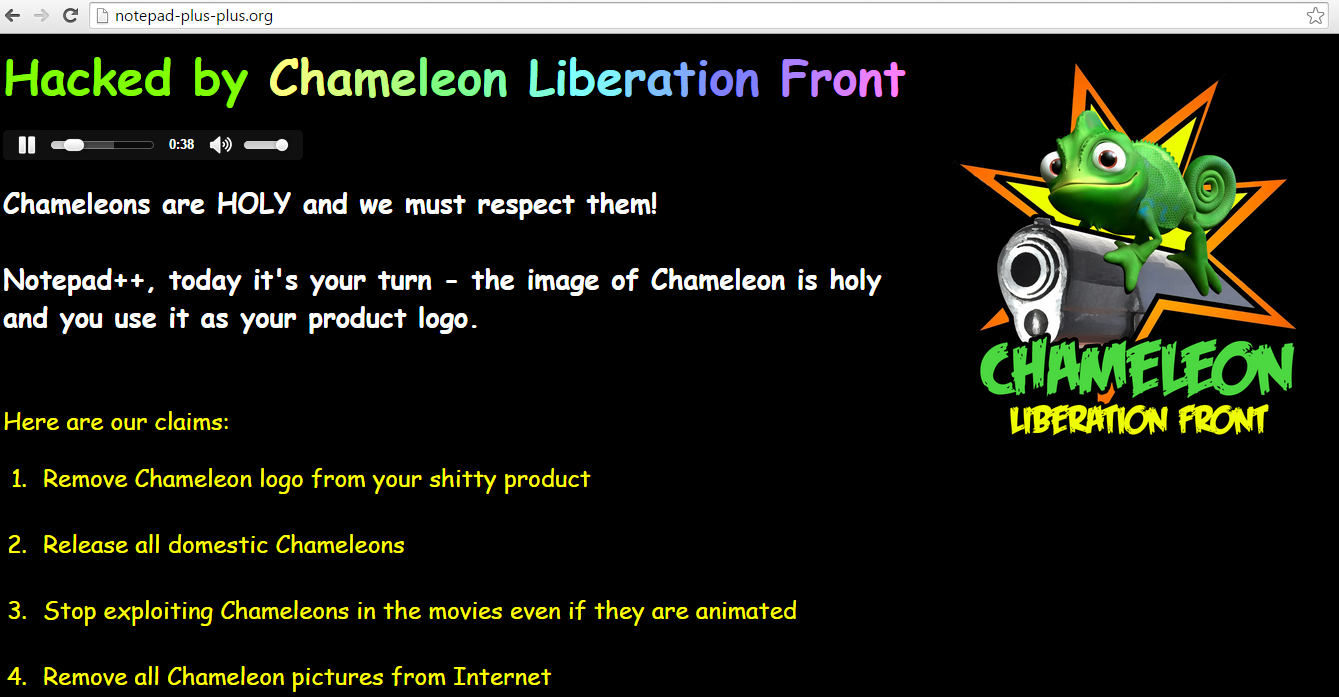 notepad-plus-plus.org
Hacked by Chameleon Liberation Front
0:38
Chameleons are HOLY and we must respect them!
Notepad++, today it's your turn - the image of Chameleon is holy
and you use it as your product logo.
CHAMELEON
LIBERATION FRONT
Here are our claims:
1. Remove Chameleon logo from your shitty product
2. Release all domestic Chameleons
3. Stop exploiting Chameleons in the movies even if they are animated
4. Remove all Chameleon pictures from Internet